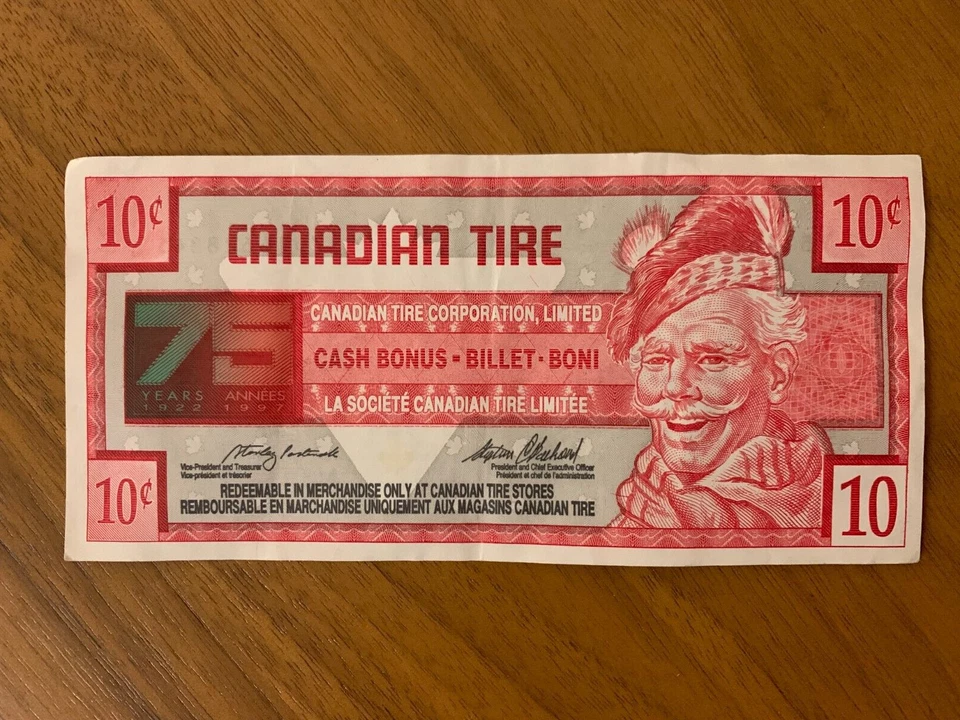 10¢
10¢
CANADIAN TIRE
75
YEARS ANNÉES
1922 1997
CANADIAN TIRE CORPORATION, LIMITED
CA$H BONUS - BILLET - BONI
LA SOCIÉTÉ CANADIAN TIRE LIMITÉE
Vice-President and Treasurer
Vice-président et trésorier
President and Chief Executive Officer
Président et chef de l'administration
REDEEMABLE IN MERCHANDISE ONLY AT CANADIAN TIRE STORES
REMBOURSABLE EN MARCHANDISE UNIQUEMENT AUX MAGASINS CANADIAN TIRE
10¢
10